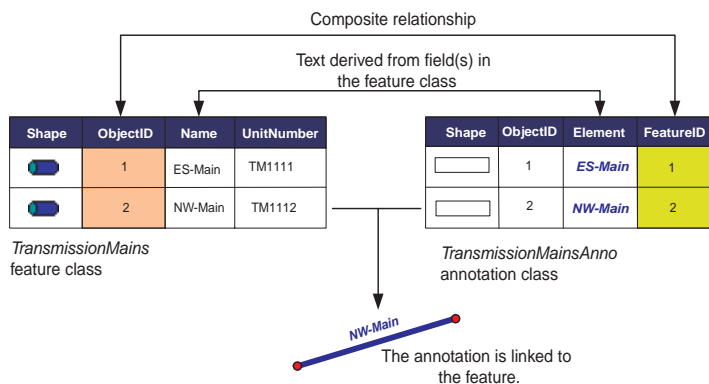 Composite relationship
Text derived from field(s) in
the feature class
Shape ObjectID Name UnitNumber
1 ES-Main TM1111
2 NW-Main TM1112
TransmissionMains
feature class
Shape ObjectID Element FeatureID
1 ES-Main 1
2 NW-Main 2
TransmissionMainsAnno
annotation class
NW-Main
The annotation is linked to
the feature.